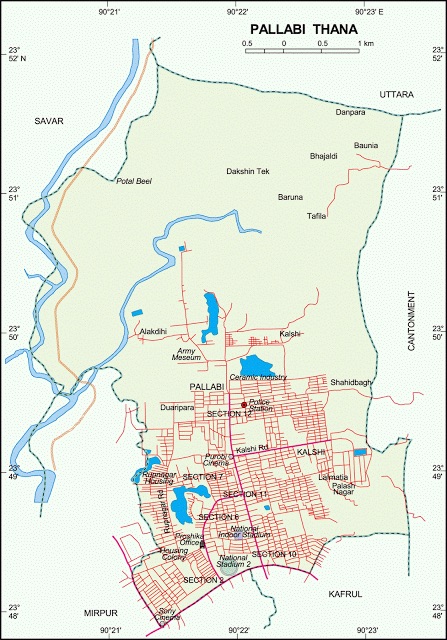 90°21'
90°22'
90°23' E
PALLABI THANA
0.5 0 0.5 1 km
23°
52' N
23°
52'
UTTARA
SAVAR
Danpara
Baunia
Bhajaldi
Dakshin Tek
Potal Beel
Baruna
23°
51'
23°
51'
Tafila
CANTONMENT
23°
50'
23°
50'
Alakdihi
Kalshi
Army
Meseum
Ceramic Industry
PALLABI
Shahidbagh
Duaripara
Police
Station
SECTION 12
Kalshi Rd
KALSHI
Purobi
Cinema
23°
49'
23°
49'
Rupnagar
Housing
SECTION 7
Lalmatia
Palash
Nagar
SECTION 11
Rupnagar Rd
SECTION 6
National
Indoor Stadium
Proshika
Office
Housing
Colony
SECTION 10
National
Stadium 2
SECTION 2
KAFRUL
MIRPUR
Sony
Cinema
23°
48'
23°
48'
90°21'
90°22'
90°23'